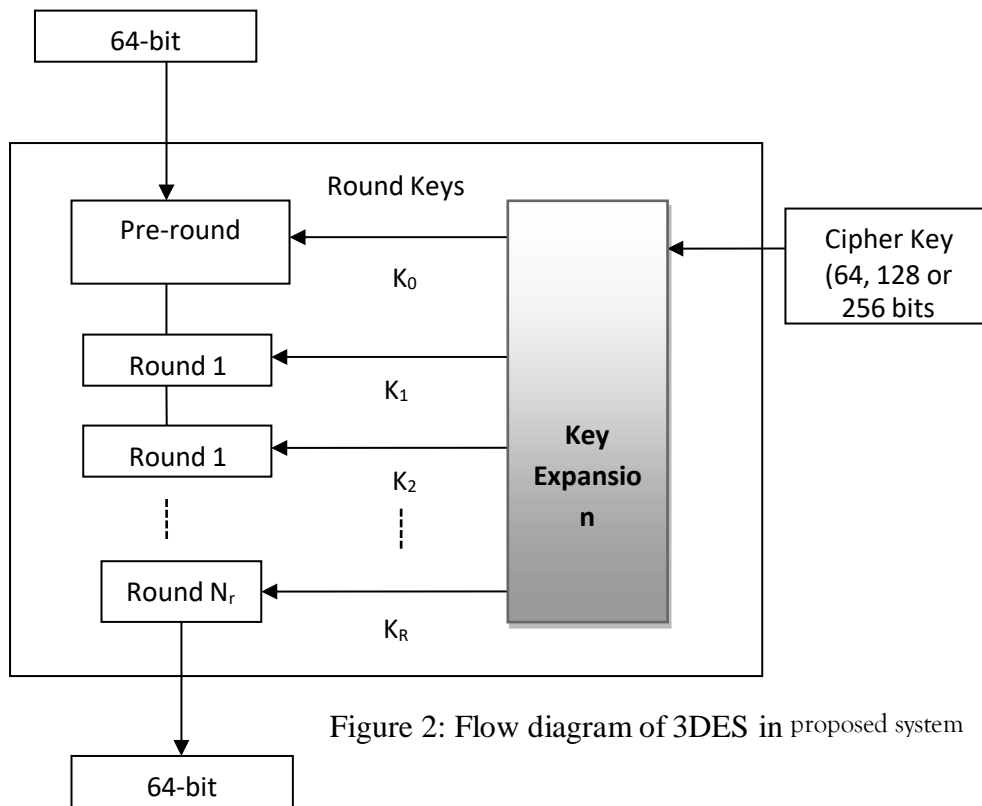 64-bit
Round Keys
Pre-round
K₀
Cipher Key
(64, 128 or
256 bits
Round 1
K₁
Round 1
K₂
Key
Expansio
n
Round Nᵣ
K_R
Figure 2: Flow diagram of 3DES in proposed system
64-bit